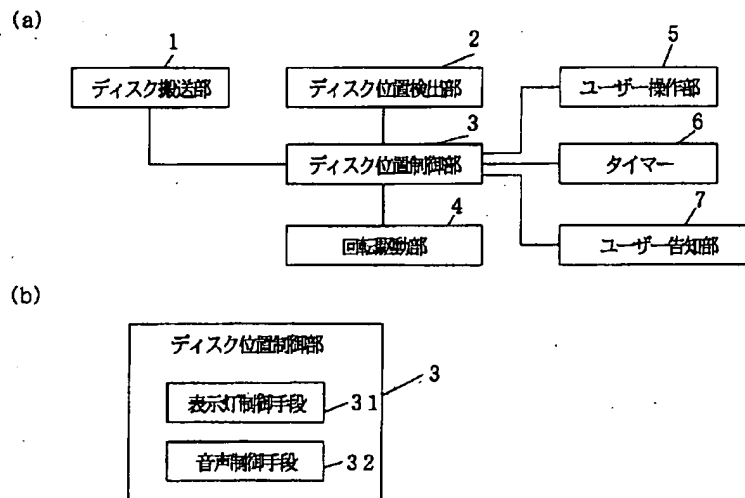 (a)
1
ディスク搬送部
2
ディスク位置検出部
5
ユーザー操作部
3
ディスク位置制御部
6
タイマー
4
回転駆動部
7
ユーザー告知部
(b)
ディスク位置制御部
3
表示灯制御手段
31
音声制御手段
32